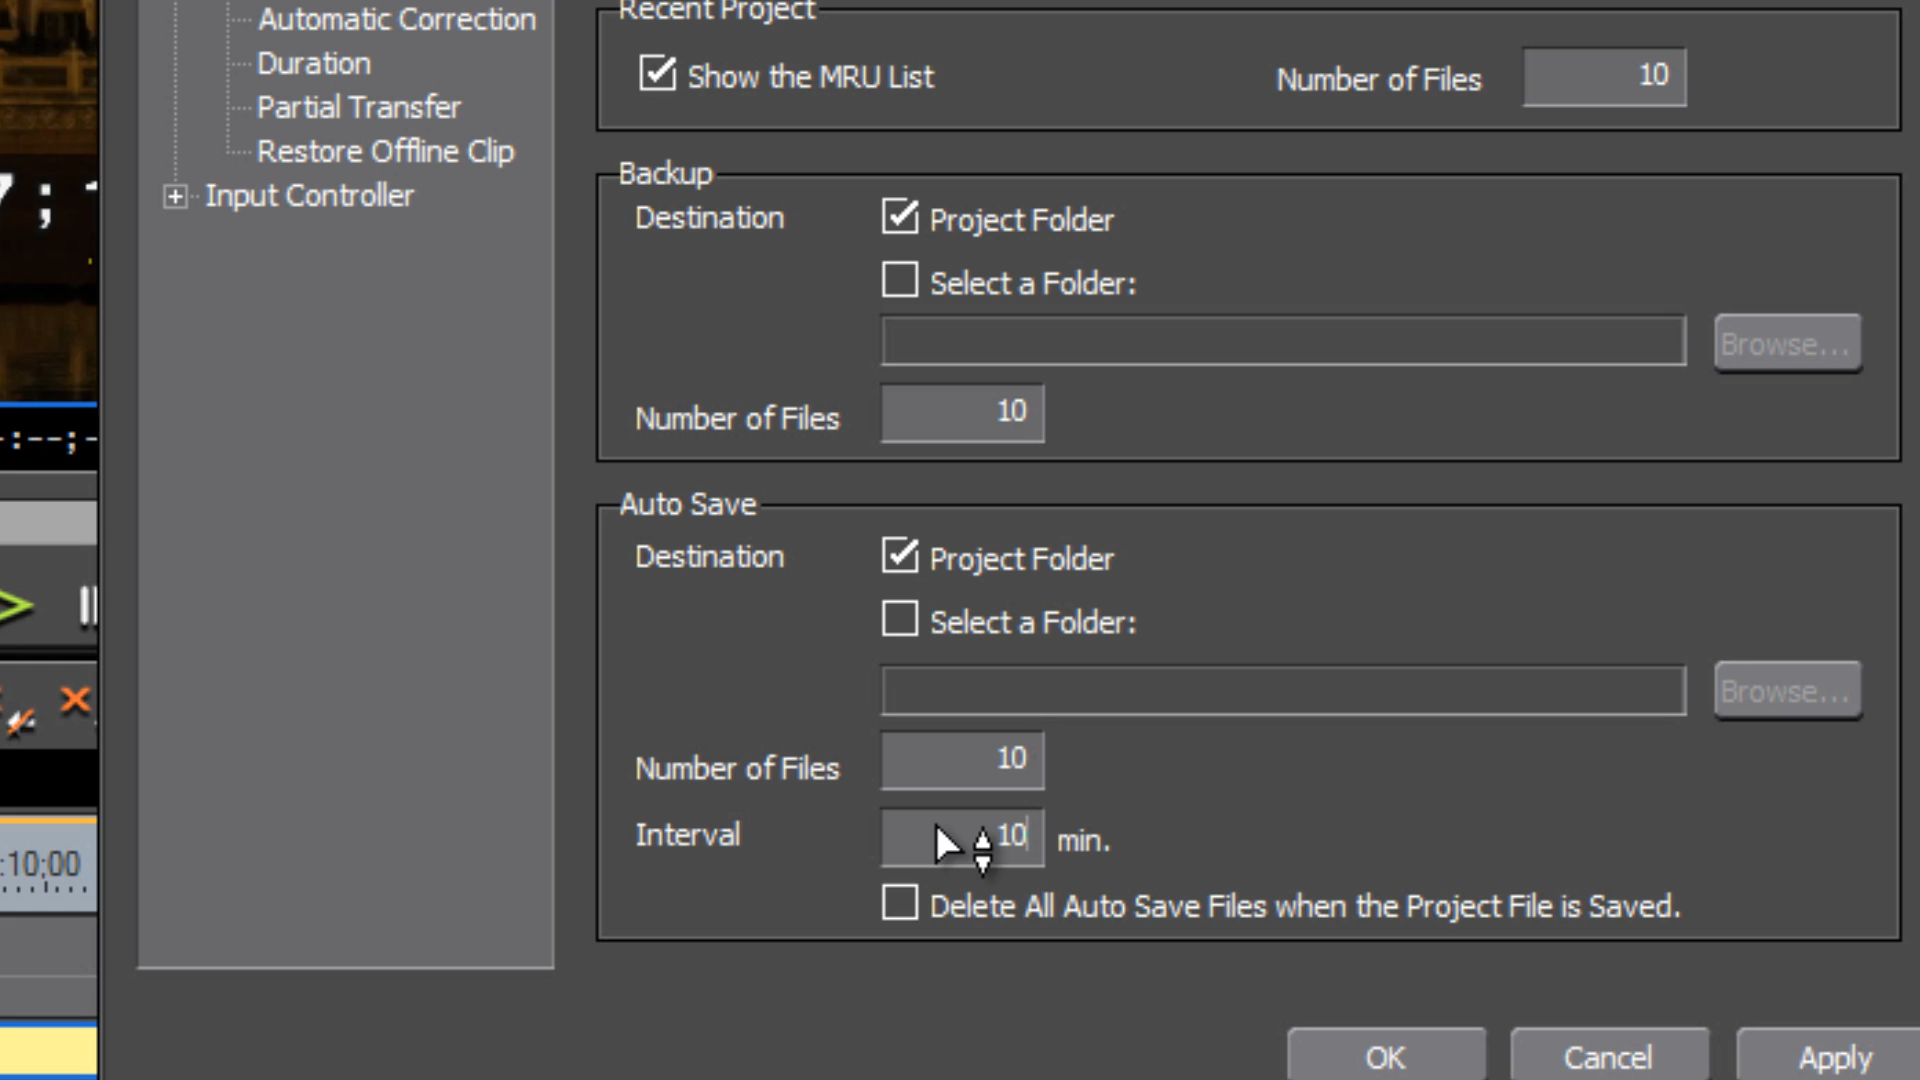 Automatic Correction
Duration
Partial Transfer
Restore Offline Clip
Input Controller
Recent Project
Show the MRU List
Number of Files 10
Backup
Destination Project Folder
Select a Folder:
Browse...
Number of Files 10
Auto Save
Destination Project Folder
Select a Folder:
Browse...
Number of Files 10
Interval 10 min.
Delete All Auto Save Files when the Project File is Saved.
OK Cancel Apply
:10;00